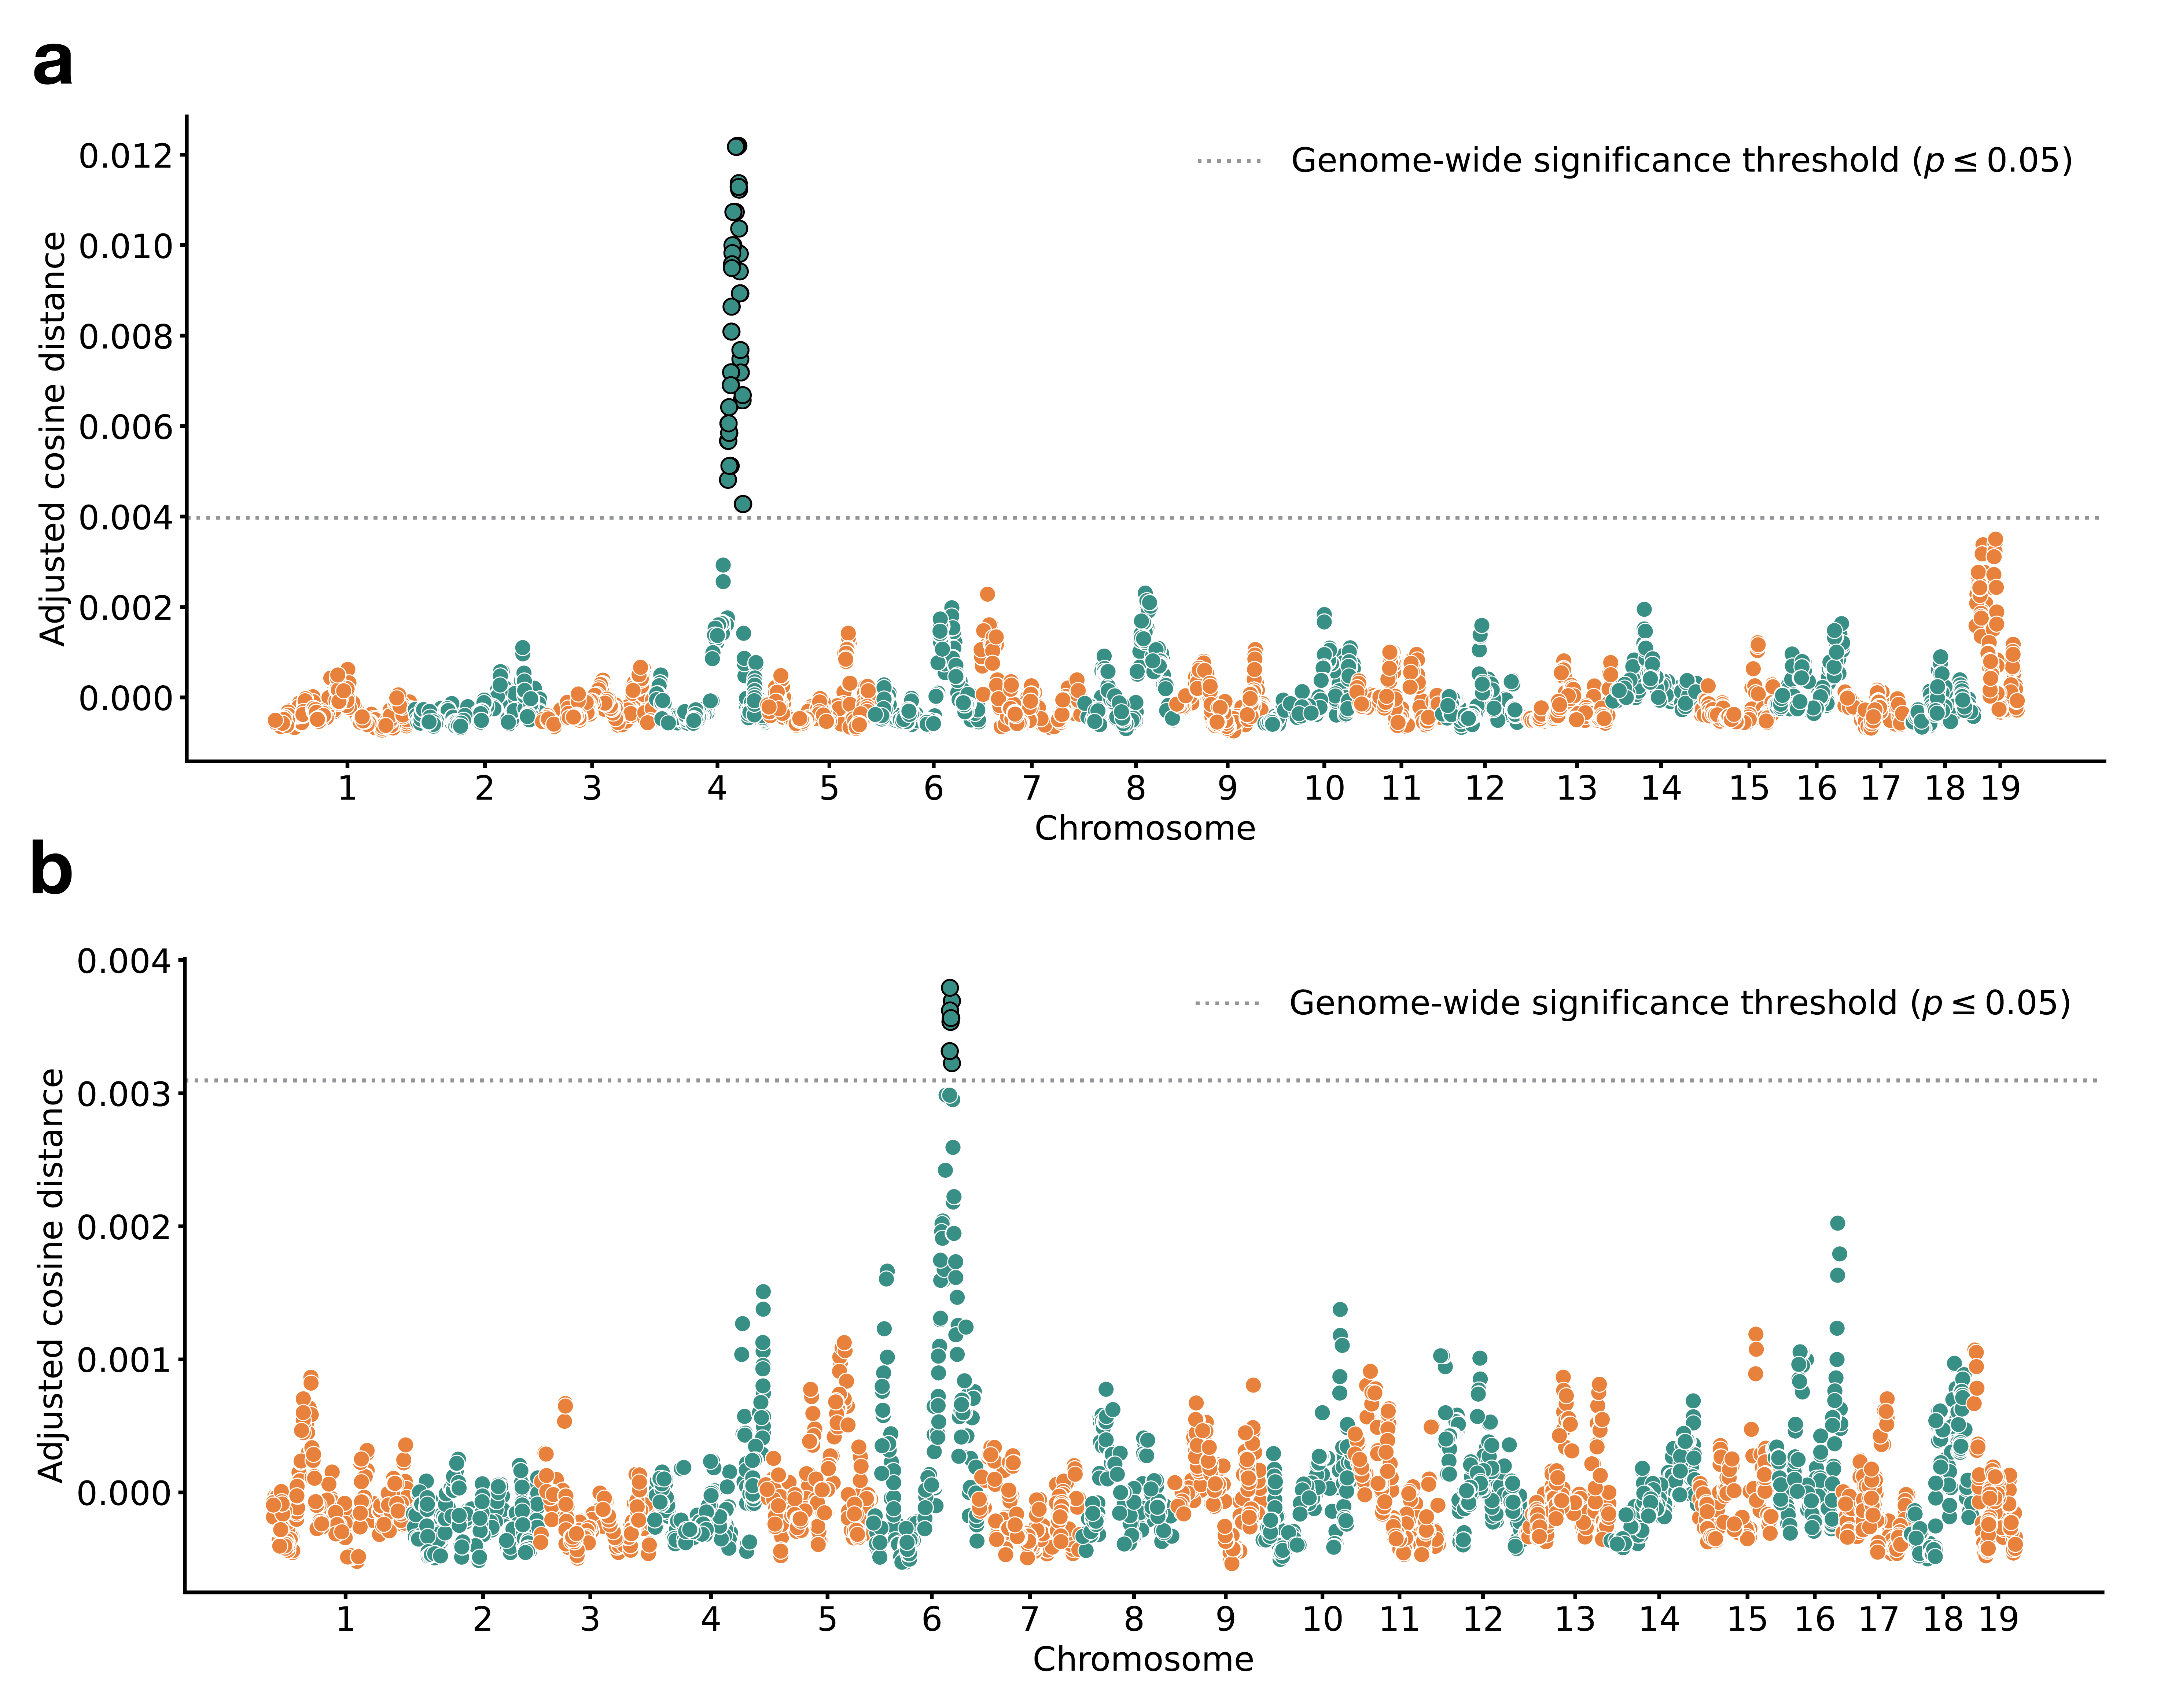 a
Adjusted cosine distance
0.012
0.010
0.008
0.006
0.004
0.002
0.000
Genome-wide significance threshold (p ≤ 0.05)
1 2 3 4 5 6 7 8 9 10 11 12 13 14 15 16 17 18 19
Chromosome
b
Adjusted cosine distance
0.004
0.003
0.002
0.001
0.000
Genome-wide significance threshold (p ≤ 0.05)
1 2 3 4 5 6 7 8 9 10 11 12 13 14 15 16 17 18 19
Chromosome